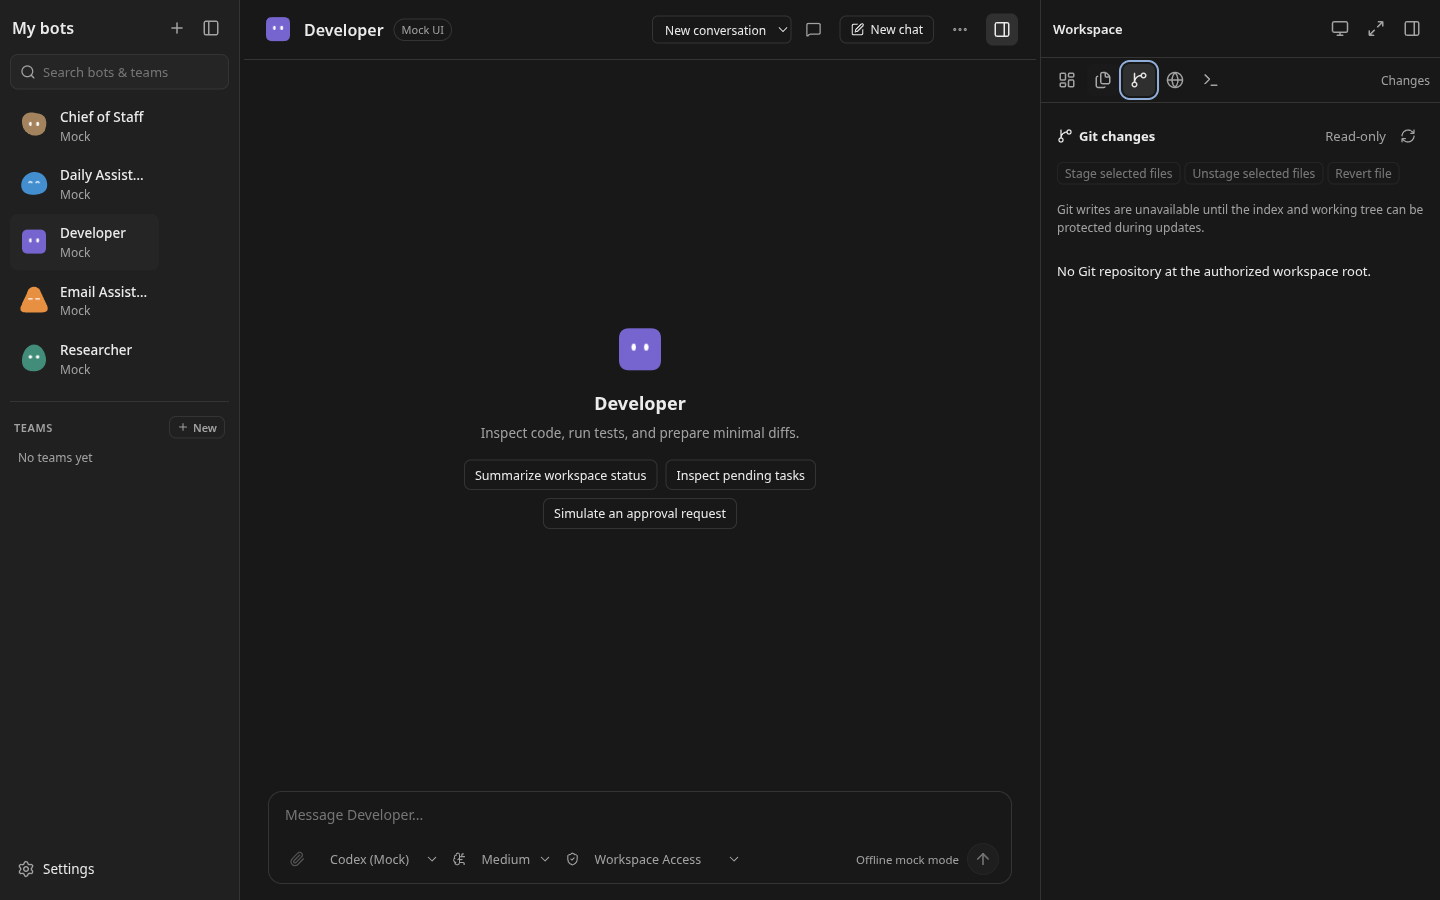 My bots
Search bots & teams
Chief of Staff
Mock
Daily Assist...
Mock
Developer
Mock
Email Assist...
Mock
Researcher
Mock
TEAMS
New
No teams yet
Settings
Developer
Mock UI
New conversation
New chat
Developer
Inspect code, run tests, and prepare minimal diffs.
Summarize workspace status
Inspect pending tasks
Simulate an approval request
Message Developer...
Codex (Mock)
Medium
Workspace Access
Offline mock mode
Workspace
Changes
Git changes
Read-only
Stage selected files
Unstage selected files
Revert file
Git writes are unavailable until the index and working tree can be
protected during updates.
No Git repository at the authorized workspace root.